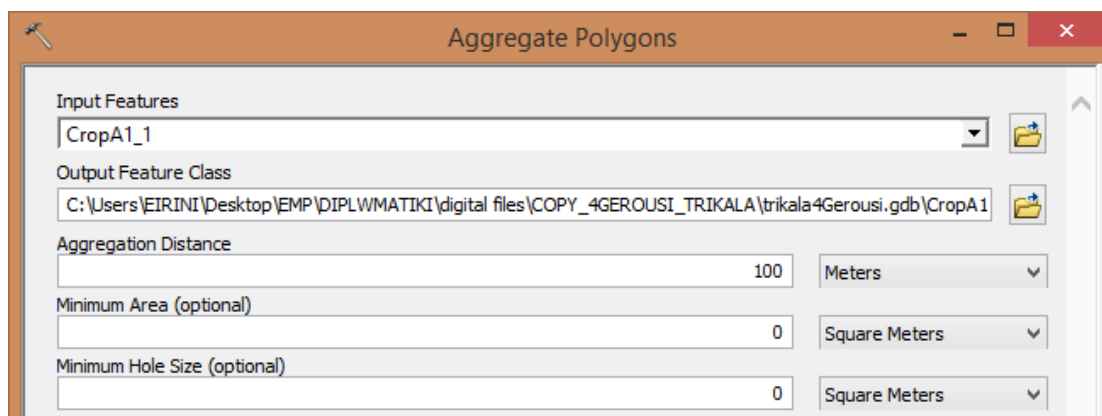 Aggregate Polygons
Input Features
CropA1_1
Output Feature Class
C:\Users\EIRINI\Desktop\EMP\DIPLWMATIKI\digital files\COPY_4GEROUSI_TRIKALA\trikala4Gerousi.gdb\CropA1
Aggregation Distance
100 Meters
Minimum Area (optional)
0 Square Meters
Minimum Hole Size (optional)
0 Square Meters